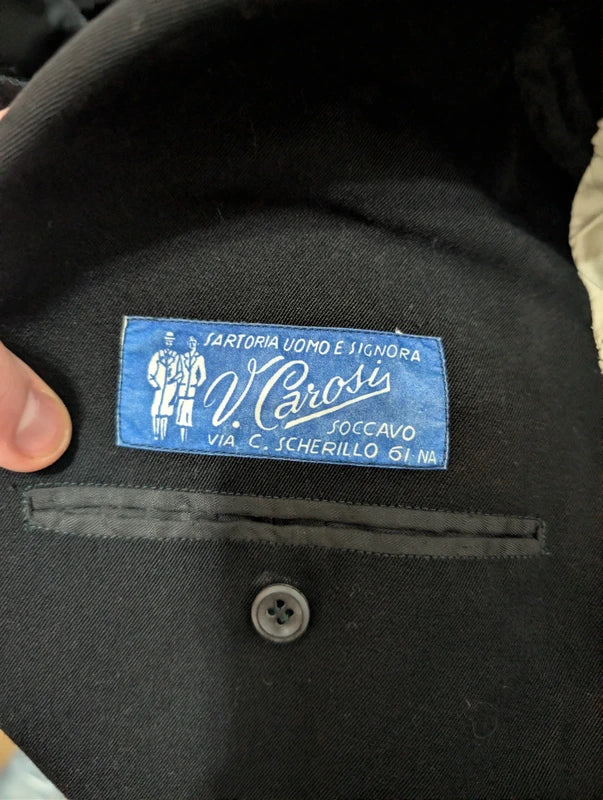 SARTORIA UOMO E SIGNORA
V. Carosi
SOCCAVO
VIA C. SCHERILLO 61 NA